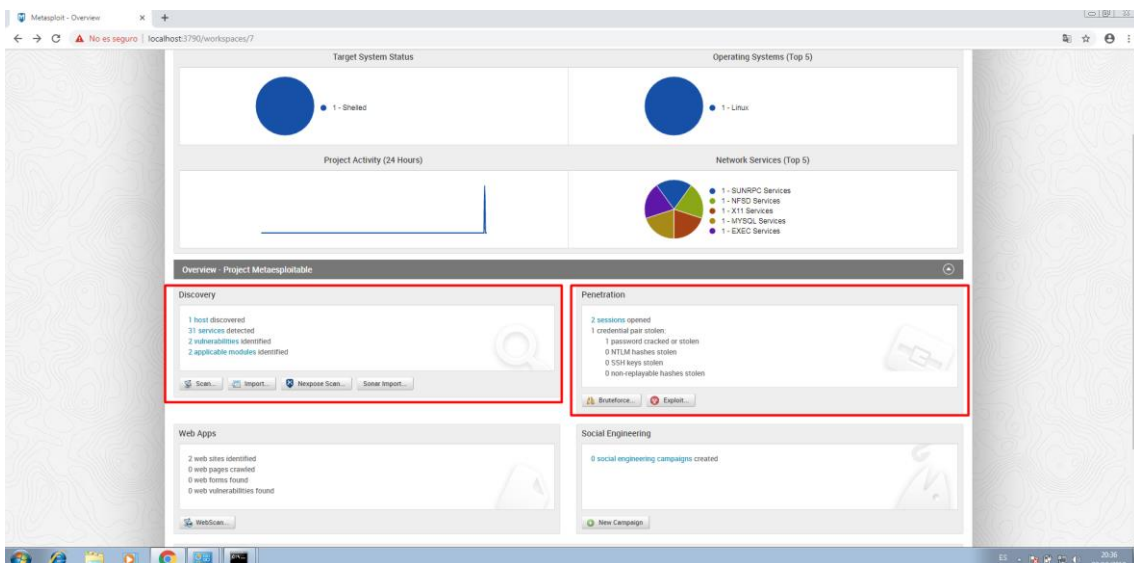 Metasploit - Overview
No es seguro | localhost:3790/workspaces/7
Target System Status
Operating Systems (Top 5)
1 - Shelled
1 - Linux
Project Activity (24 Hours)
Network Services (Top 5)
1 - SUNRPC Services
1 - NFSD Services
1 - X11 Services
1 - MYSQL Services
1 - EXEC Services
Overview - Project Metaesploitable
Discovery
1 host discovered
31 services detected
2 vulnerabilities identified
2 applicable modules identified
Scan...
Import...
Nexpose Scan...
Sonar Import...
Penetration
2 sessions opened
1 credential pair stolen:
1 password cracked or stolen
0 NTLM hashes stolen
0 SSH keys stolen
0 non-replayable hashes stolen
Bruteforce...
Exploit...
Web Apps
2 web sites identified
0 web pages crawled
0 web forms found
0 web vulnerabilities found
WebScan...
Social Engineering
0 social engineering campaigns created
New Campaign
ES
20:36